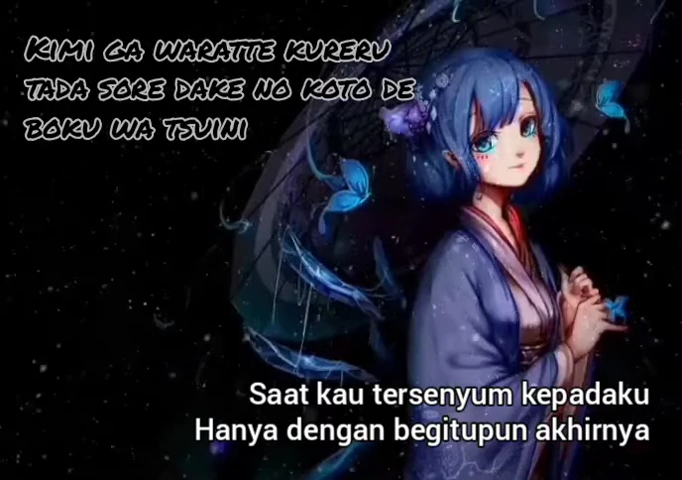 Kimi ga waratte kureru
tada sore dake no koto de
boku wa tsuini
Saat kau tersenyum kepadaku
Hanya dengan begitupun akhirnya